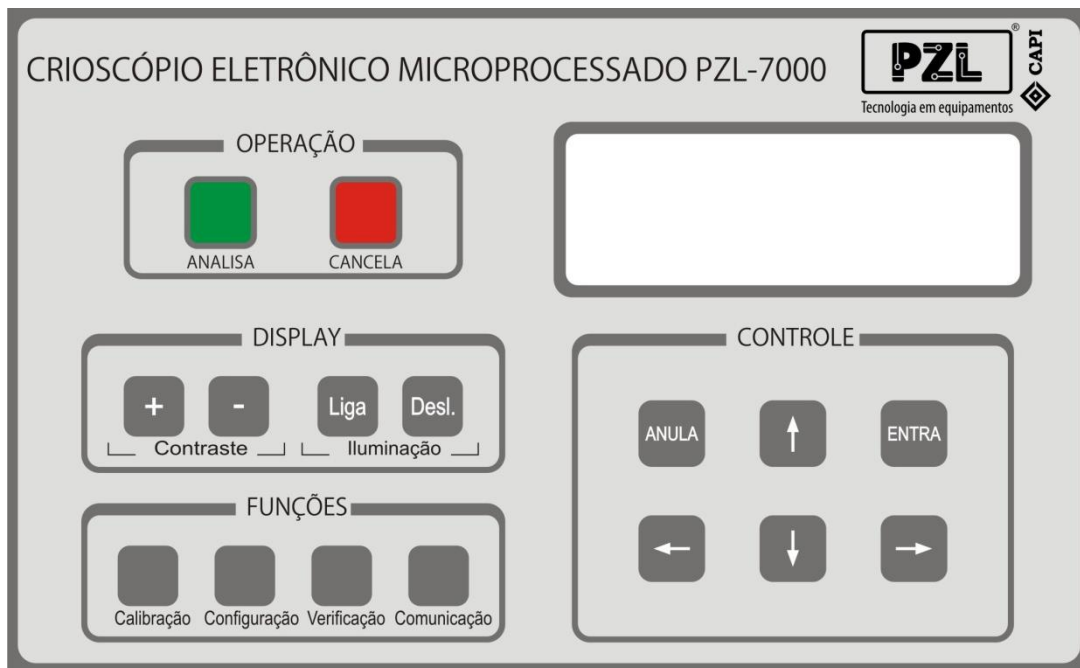 CRIOSCÓPIO ELETRÔNICO MICROPROCESSADO PZL-7000
PZL ®
Tecnologia em equipamentos
CAPI
OPERAÇÃO
ANALISA CANCELA
DISPLAY
+ - Liga Desl.
Contraste Iluminação
FUNÇÕES
Calibração Configuração Verificação Comunicação
CONTROLE
ANULA ↑ ENTRA
← ↓ →